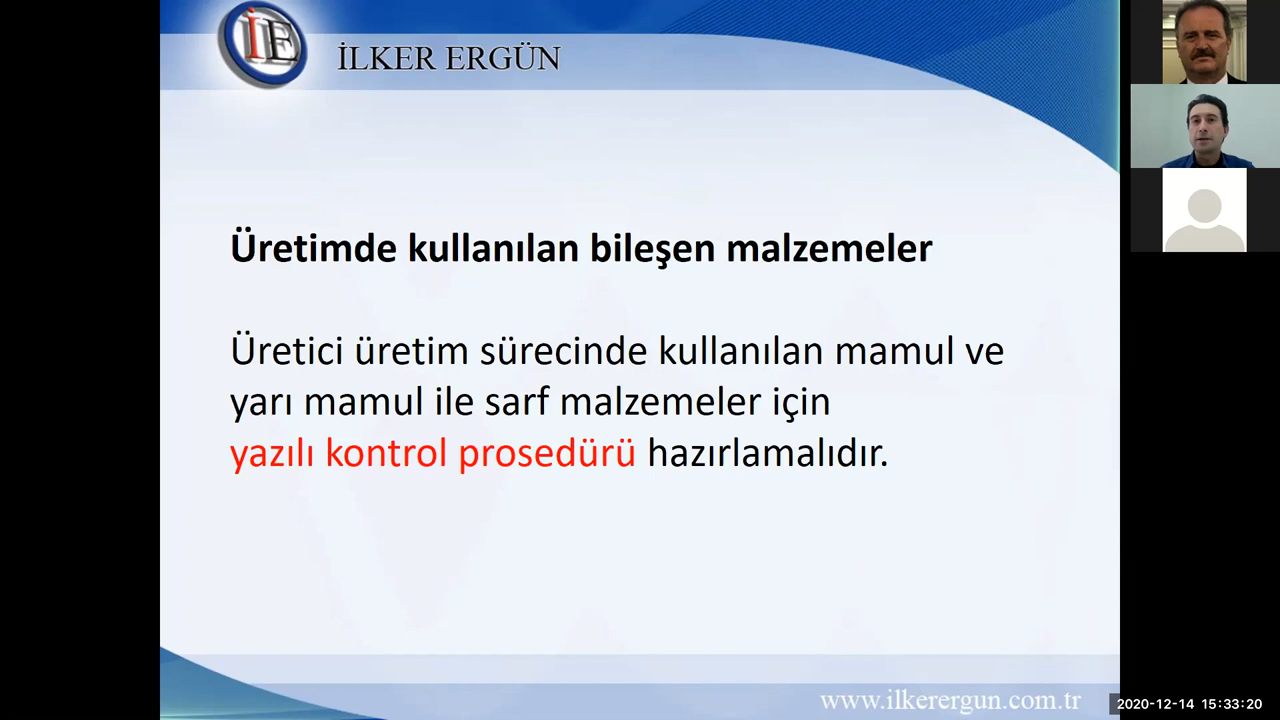 İE
İLKER ERGÜN
Üretimde kullanılan bileşen malzemeler
Üretici üretim sürecinde kullanılan mamul ve
yarı mamul ile sarf malzemeler için
yazılı kontrol prosedürü hazırlamalıdır.
www.ilkerergun.com.tr
2020-12-14 15:33:20